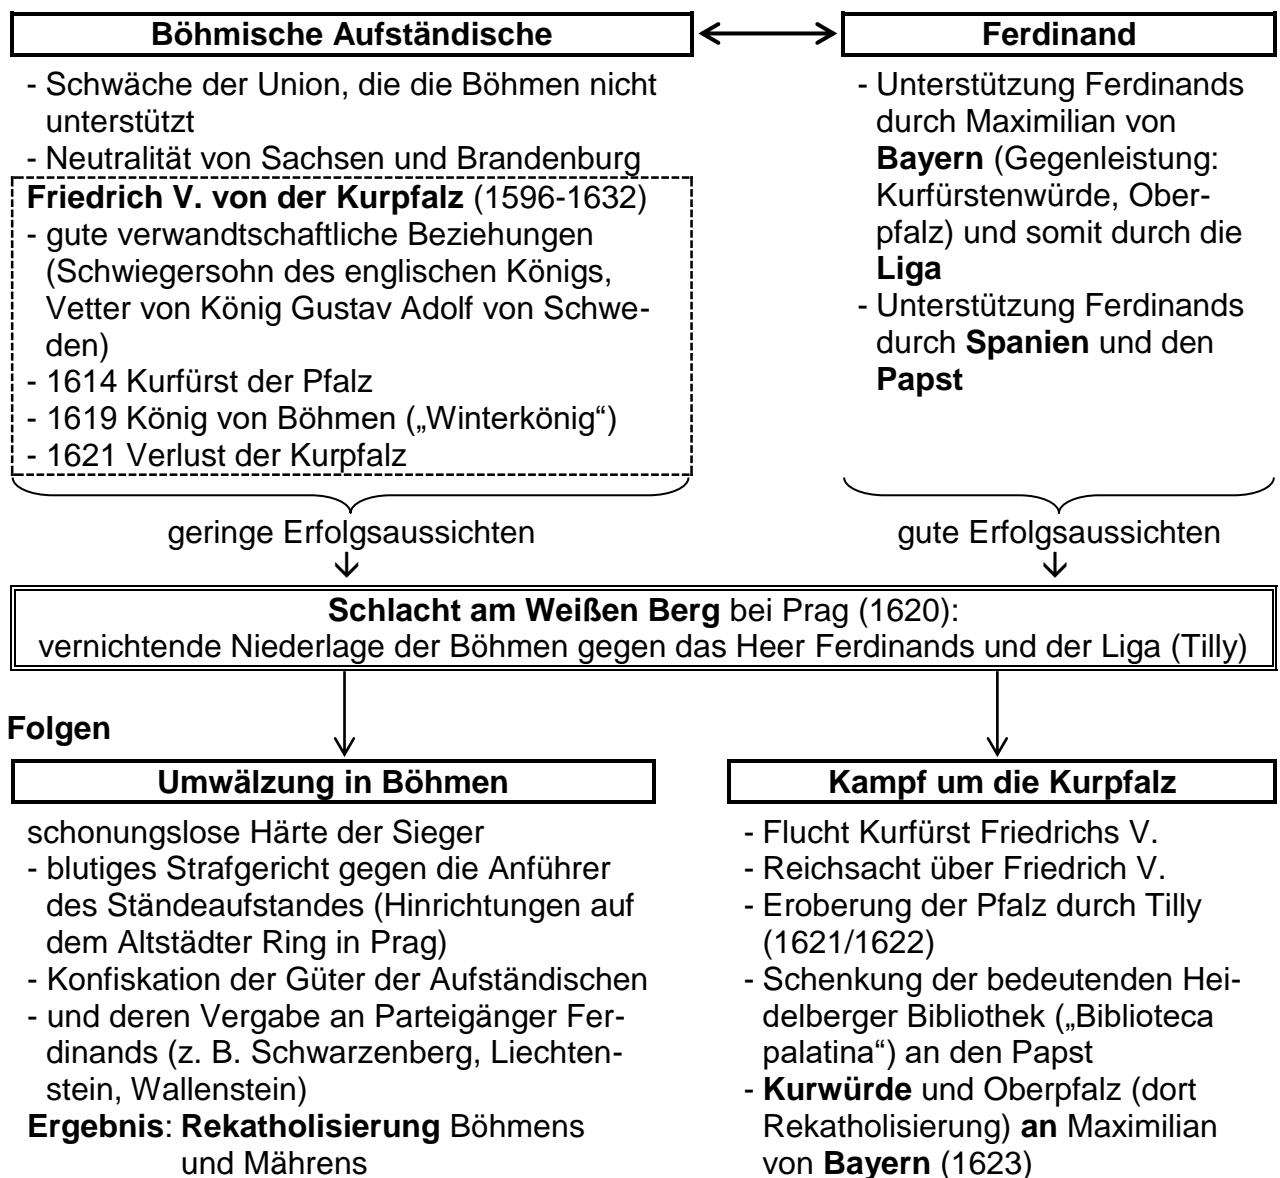 Böhmische Aufständische
- Schwäche der Union, die die Böhmen nicht
unterstützt
- Neutralität von Sachsen und Brandenburg
Friedrich V. von der Kurpfalz (1596-1632)
- gute verwandtschaftliche Beziehungen
(Schwiegersohn des englischen Königs,
Vetter von König Gustav Adolf von Schwe-
den)
- 1614 Kurfürst der Pfalz
- 1619 König von Böhmen („Winterkönig“)
- 1621 Verlust der Kurpfalz
geringe Erfolgsaussichten
Ferdinand
- Unterstützung Ferdinands
durch Maximilian von
Bayern (Gegenleistung:
Kurfürstenwürde, Ober-
pfalz) und somit durch die
Liga
- Unterstützung Ferdinands
durch Spanien und den
Papst
gute Erfolgsaussichten
Schlacht am Weißen Berg bei Prag (1620):
vernichtende Niederlage der Böhmen gegen das Heer Ferdinands und der Liga (Tilly)
Folgen
Umwälzung in Böhmen
schonungslose Härte der Sieger
- blutiges Strafgericht gegen die Anführer
des Ständeaufstandes (Hinrichtungen auf
dem Altstädter Ring in Prag)
- Konfiskation der Güter der Aufständischen
- und deren Vergabe an Parteigänger Fer-
dinands (z. B. Schwarzenberg, Liechten-
stein, Wallenstein)
Ergebnis: Rekatholisierung Böhmens
und Mährens
Kampf um die Kurpfalz
- Flucht Kurfürst Friedrichs V.
- Reichsacht über Friedrich V.
- Eroberung der Pfalz durch Tilly
(1621/1622)
- Schenkung der bedeutenden Hei-
delberger Bibliothek („Biblioteca
palatina“) an den Papst
- Kurwürde und Oberpfalz (dort
Rekatholisierung) an Maximilian
von Bayern (1623)